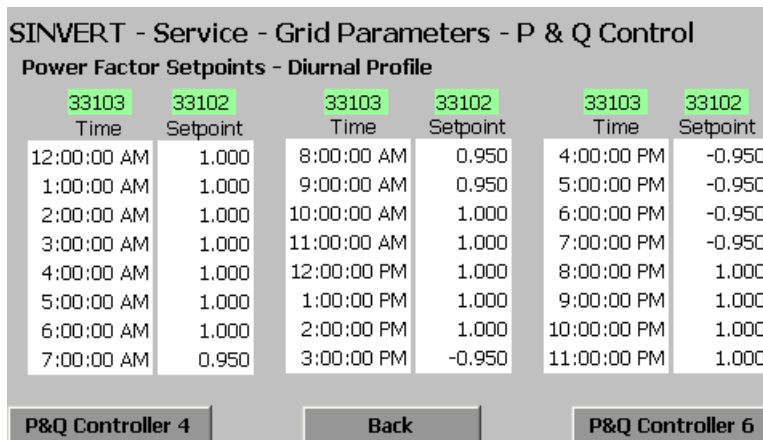 SINVERT - Service - Grid Parameters - P & Q Control
Power Factor Setpoints - Diurnal Profile
33103 33102 33103 33102 33103 33102
Time Setpoint Time Setpoint Time Setpoint
12:00:00 AM 1.000 8:00:00 AM 0.950 4:00:00 PM -0.950
1:00:00 AM 1.000 9:00:00 AM 0.950 5:00:00 PM -0.950
2:00:00 AM 1.000 10:00:00 AM 1.000 6:00:00 PM -0.950
3:00:00 AM 1.000 11:00:00 AM 1.000 7:00:00 PM -0.950
4:00:00 AM 1.000 12:00:00 PM 1.000 8:00:00 PM 1.000
5:00:00 AM 1.000 1:00:00 PM 1.000 9:00:00 PM 1.000
6:00:00 AM 1.000 2:00:00 PM 1.000 10:00:00 PM 1.000
7:00:00 AM 0.950 3:00:00 PM -0.950 11:00:00 PM 1.000
P&Q Controller 4 Back P&Q Controller 6